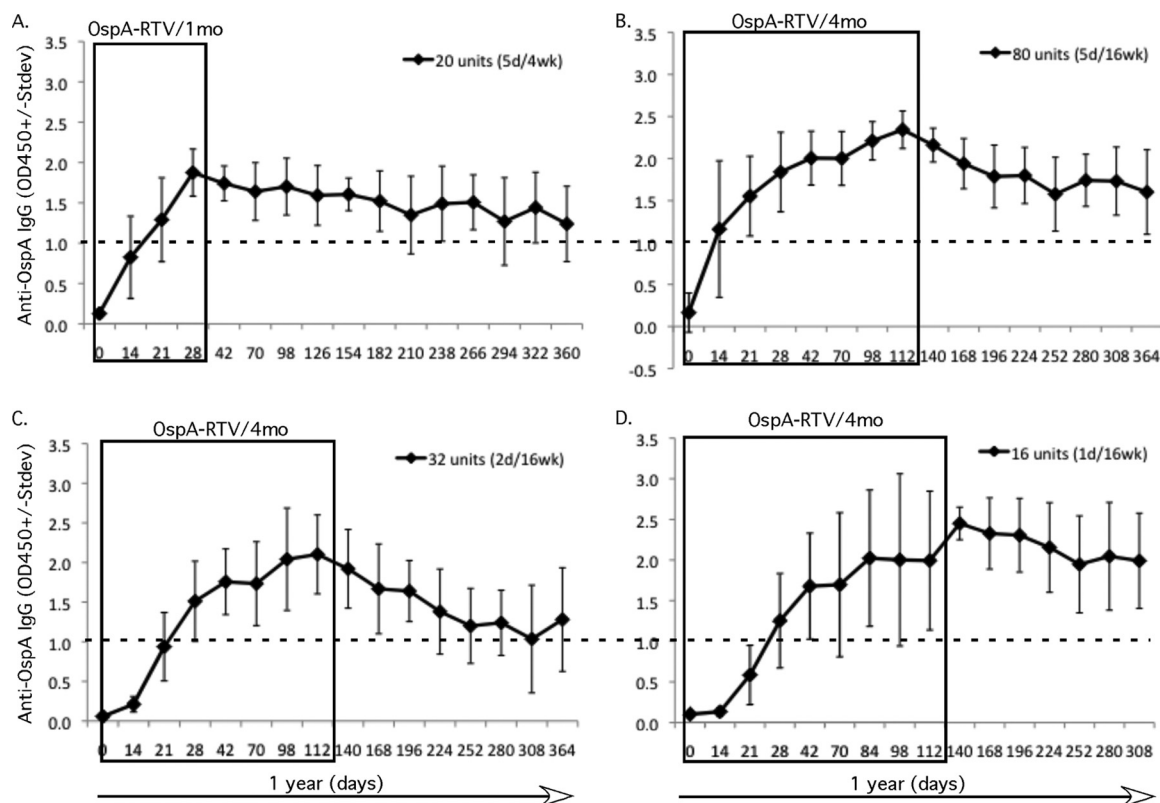 A.
OspA-RTV/1mo
20 units (5d/4wk)
Anti-OspA IgG (OD450+/-Stdev)
3.5
3.0
2.5
2.0
1.5
1.0
0.5
0.0
0 14 21 28 42 70 98 126 154 182 210 238 266 294 322 360
B.
OspA-RTV/4mo
80 units (5d/16wk)
3.5
3.0
2.5
2.0
1.5
1.0
0.5
0.0
-0.5
0 14 21 28 42 70 98 112 140 168 196 224 252 280 308 364
C.
OspA-RTV/4mo
32 units (2d/16wk)
Anti-OspA IgG (OD450+/-Stdev)
3.5
3.0
2.5
2.0
1.5
1.0
0.5
0.0
0 14 21 28 42 70 98 112 140 168 196 224 252 280 308 364
1 year (days)
D.
OspA-RTV/4mo
16 units (1d/16wk)
3.5
3.0
2.5
2.0
1.5
1.0
0.5
0.0
0 14 21 28 42 70 84 98 112 140 168 196 224 252 280 308
1 year (days)